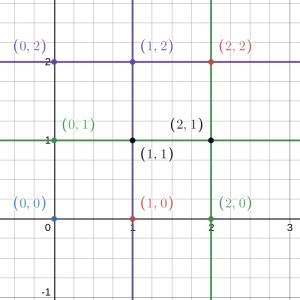 (0, 2) (1, 2) (2, 2)
2
(0, 1) (2, 1)
1
(1, 1)
(0, 0) (1, 0) (2, 0)
0 1 2 3
-1